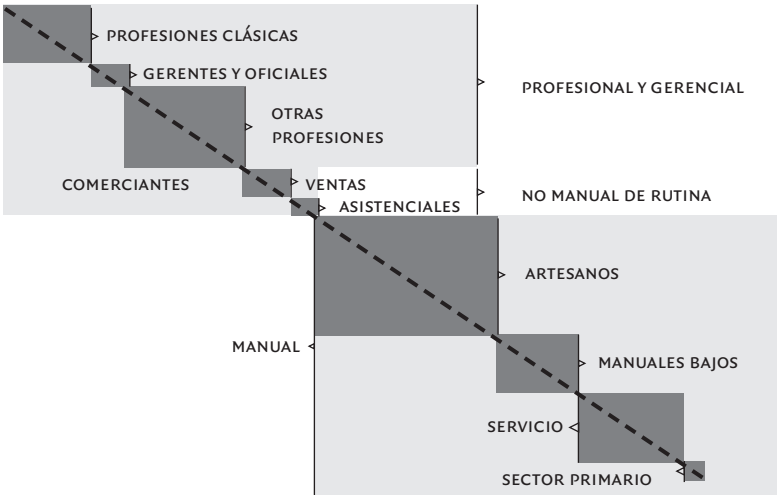 PROFESIONES CLÁSICAS
GERENTES Y OFICIALES
PROFESIONAL Y GERENCIAL
OTRAS
PROFESIONES
COMERCIANTES
VENTAS
NO MANUAL DE RUTINA
ASISTENCIALES
ARTESANOS
MANUAL
MANUALES BAJOS
SERVICIO
SECTOR PRIMARIO